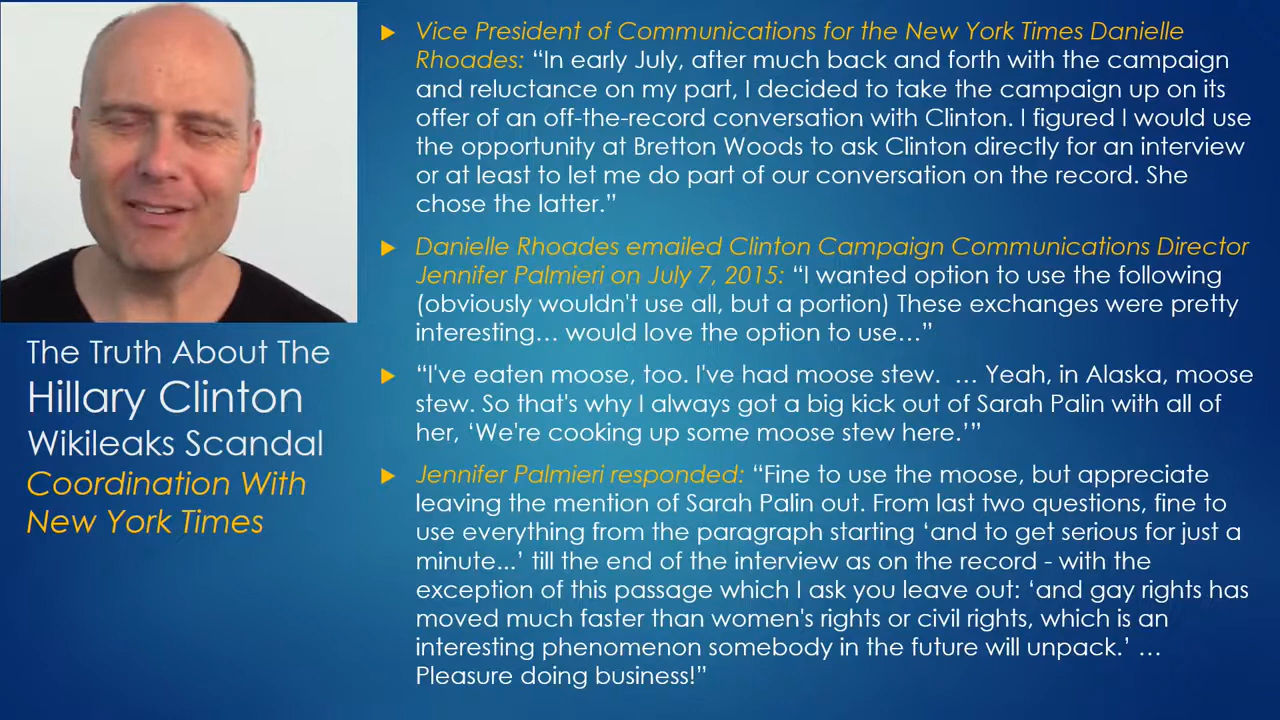 The Truth About The
Hillary Clinton
Wikileaks Scandal
Coordination With
New York Times
Vice President of Communications for the New York Times Danielle
Rhoades: “In early July, after much back and forth with the campaign
and reluctance on my part, I decided to take the campaign up on its
offer of an off-the-record conversation with Clinton. I figured I would use
the opportunity at Bretton Woods to ask Clinton directly for an interview
or at least to let me do part of our conversation on the record. She
chose the latter.”
Danielle Rhoades emailed Clinton Campaign Communications Director
Jennifer Palmieri on July 7, 2015: “I wanted option to use the following
(obviously wouldn't use all, but a portion) These exchanges were pretty
interesting… would love the option to use…”
“I've eaten moose, too. I've had moose stew. … Yeah, in Alaska, moose
stew. So that's why I always got a big kick out of Sarah Palin with all of
her, ‘We're cooking up some moose stew here.’”
Jennifer Palmieri responded: “Fine to use the moose, but appreciate
leaving the mention of Sarah Palin out. From last two questions, fine to
use everything from the paragraph starting ‘and to get serious for just a
minute...’ till the end of the interview as on the record - with the
exception of this passage which I ask you leave out: ‘and gay rights has
moved much faster than women's rights or civil rights, which is an
interesting phenomenon somebody in the future will unpack.’ …
Pleasure doing business!”